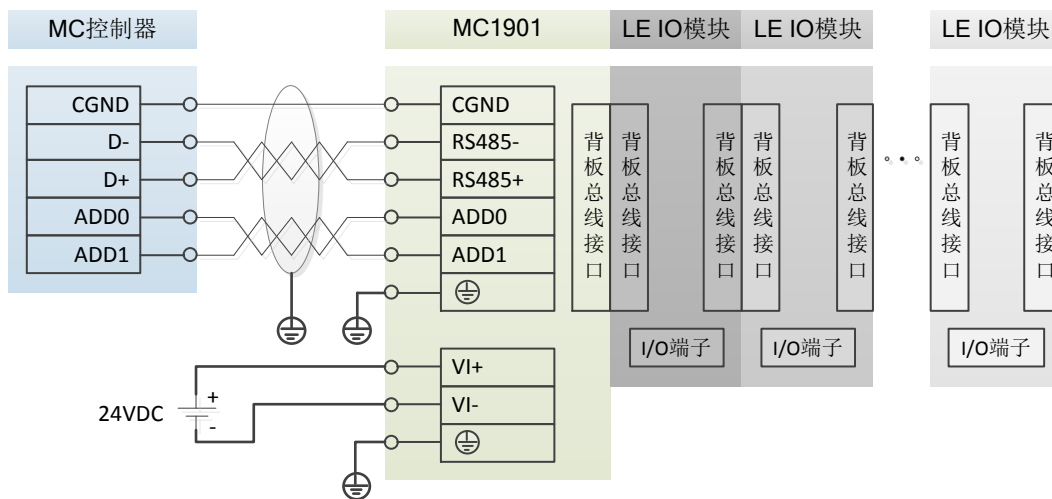 MC控制器
MC1901
LE IO模块
LE IO模块
LE IO模块
CGND
D-
D+
ADD0
ADD1
CGND
RS485-
RS485+
ADD0
ADD1
背板总线接口
背板总线接口
背板总线接口
背板总线接口
背板总线接口
背板总线接口
背板总线接口
I/O端子
I/O端子
I/O端子
24VDC
+
-
VI+
VI-